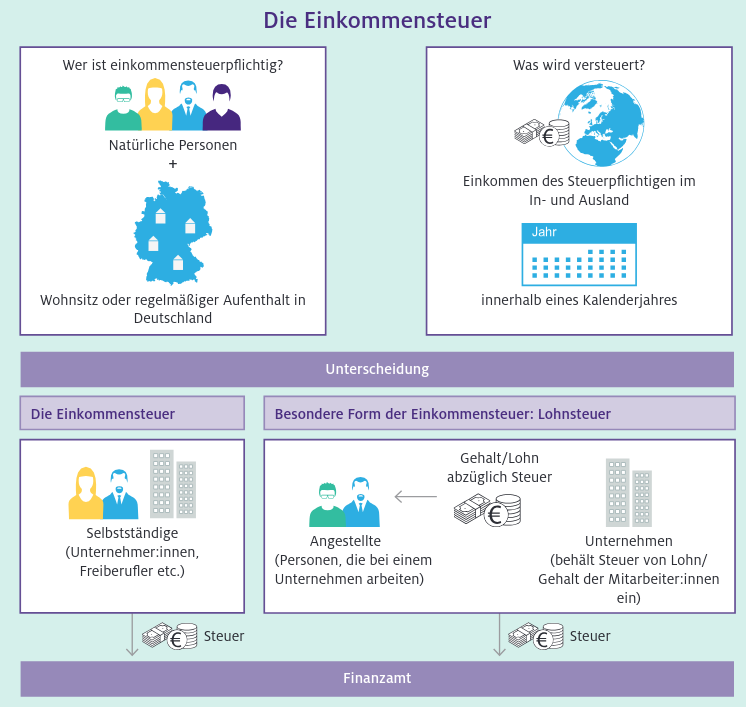 Die Einkommensteuer
Wer ist einkommensteuerpflichtig?
Natürliche Personen
+
Wohnsitz oder regelmäßiger Aufenthalt in
Deutschland
Was wird versteuert?
€
Einkommen des Steuerpflichtigen im
In- und Ausland
Jahr
innerhalb eines Kalenderjahres
Unterscheidung
Die Einkommensteuer
Selbstständige
(Unternehmer:innen,
Freiberufler etc.)
Besondere Form der Einkommensteuer: Lohnsteuer
Gehalt/Lohn
abzüglich Steuer
€
Angestellte
(Personen, die bei einem
Unternehmen arbeiten)
Unternehmen
(behält Steuer von Lohn/
Gehalt der Mitarbeiter:innen
ein)
€ Steuer
€ Steuer
Finanzamt